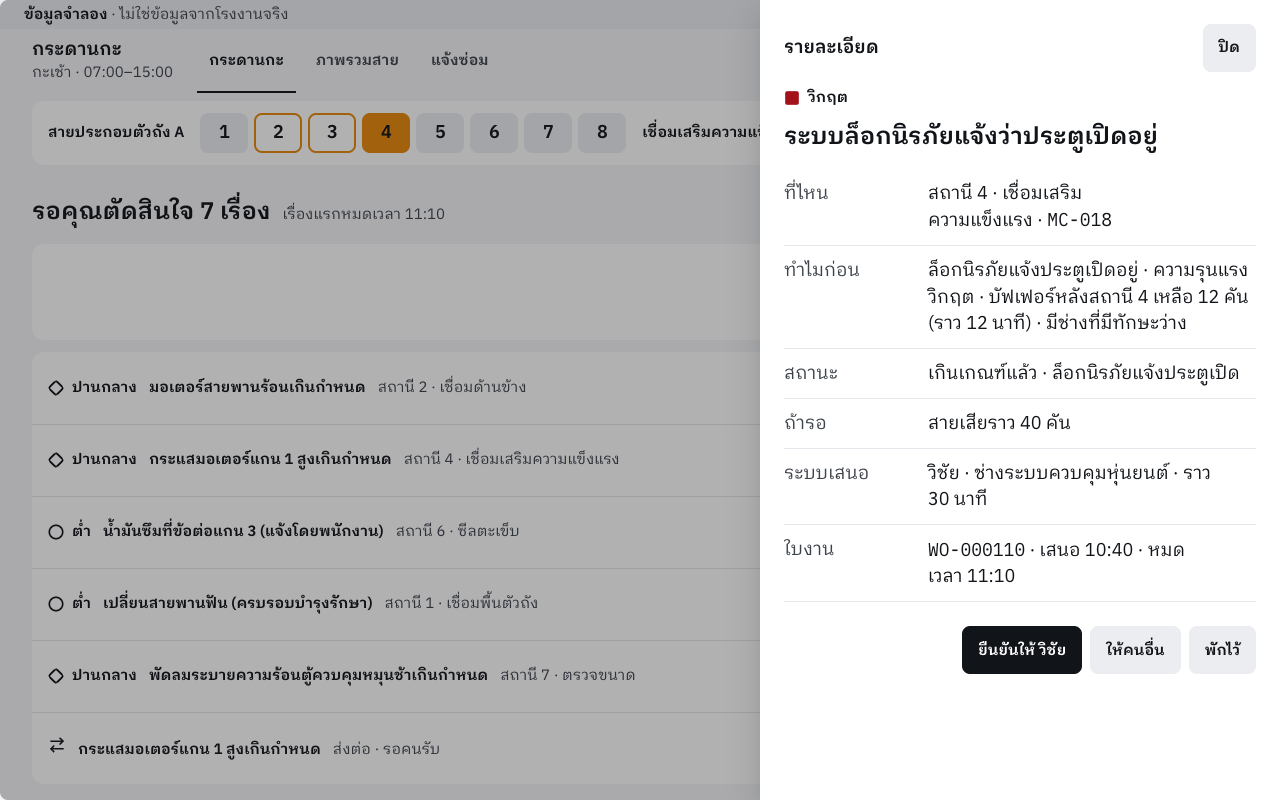 ข้อมูลจำลอง · ไม่ใช่ข้อมูลจากโรงงานจริง
กระดานกะ
กะเช้า · 07:00–15:00
กระดานกะ ภาพรวมสาย แจ้งซ่อม
สายประกอบตัวถัง A 1 2 3 4 5 6 7 8
รอคุณตัดสินใจ 7 เรื่อง เรื่องแรกหมดเวลา 11:10
ปานกลาง มอเตอร์สายพานร้อนเกินกำหนด สถานี 2 · เชื่อมด้านข้าง
ปานกลาง กระแสมอเตอร์แกน 1 สูงเกินกำหนด สถานี 4 · เชื่อมเสริมความแข็งแรง
ต่ำ น้ำมันซึมที่ข้อต่อแกน 3 (แจ้งโดยพนักงาน) สถานี 6 · ซีลตะเข็บ
ต่ำ เปลี่ยนสายพานฟัน (ครบรอบบำรุงรักษา) สถานี 1 · เชื่อมพื้นตัวถัง
ปานกลาง พัดลมระบายความร้อนตู้ควบคุมหมุนช้าเกินกำหนด สถานี 7 · ตรวจขนาด
กระแสมอเตอร์แกน 1 สูงเกินกำหนด ส่งต่อ · รอคนรับ
รายละเอียด
ปิด
วิกฤต
ระบบล็อกนิรภัยแจ้งว่าประตูเปิดอยู่
ที่ไหน สถานี 4 · เชื่อมเสริม
ความแข็งแรง · MC-018
ทำไมก่อน ล็อกนิรภัยแจ้งประตูเปิดอยู่ · ความรุนแรง
วิกฤต · บัฟเฟอร์หลังสถานี 4 เหลือ 12 คัน
(ราว 12 นาที) · มีช่างที่มีทักษะว่าง
สถานะ เกินเกณฑ์แล้ว · ล็อกนิรภัยแจ้งประตูเปิด
ถ้ารอ สายเสียราว 40 คัน
ระบบเสนอ วิชัย · ช่างระบบควบคุมหุ่นยนต์ · ราว
30 นาที
ใบงาน WO-000110 · เสนอ 10:40 · หมด
เวลา 11:10
ยืนยันให้ วิชัย ให้คนอื่น พักไว้